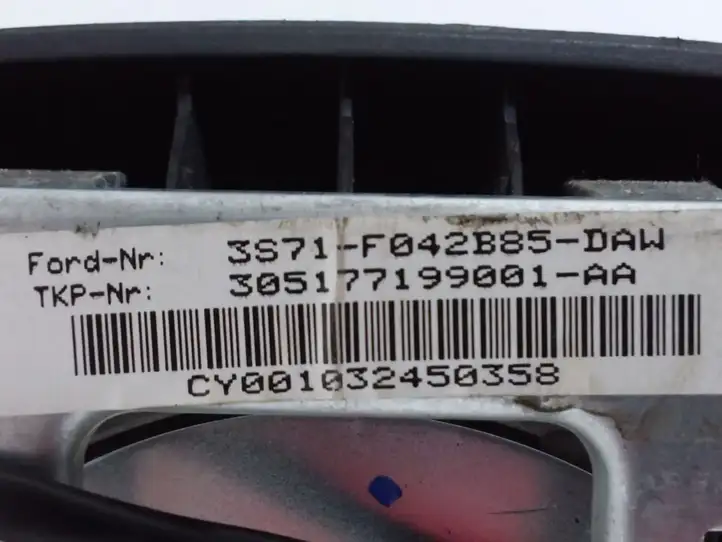 Ford-Nr: 3S71-F042B85-DAW
TKP-Nr: 305177199001-AA
CY001032450358